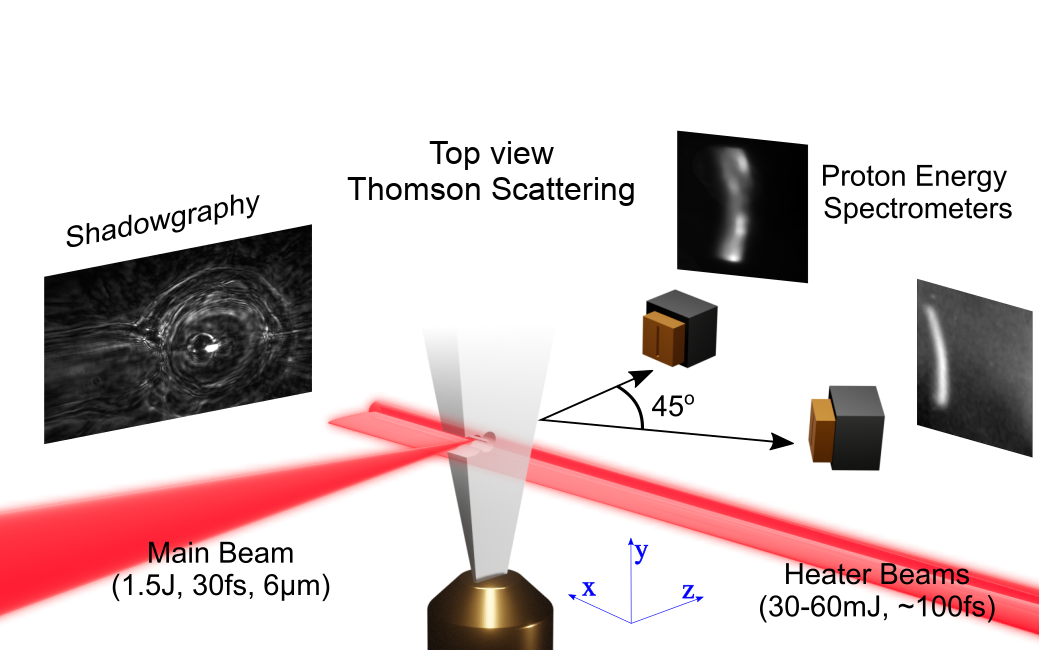 Top view
Thomson Scattering
Proton Energy
Spectrometers
Shadowgraphy
45º
Main Beam
(1.5J, 30fs, 6µm)
x
y
z
Heater Beams
(30-60mJ, ~100fs)